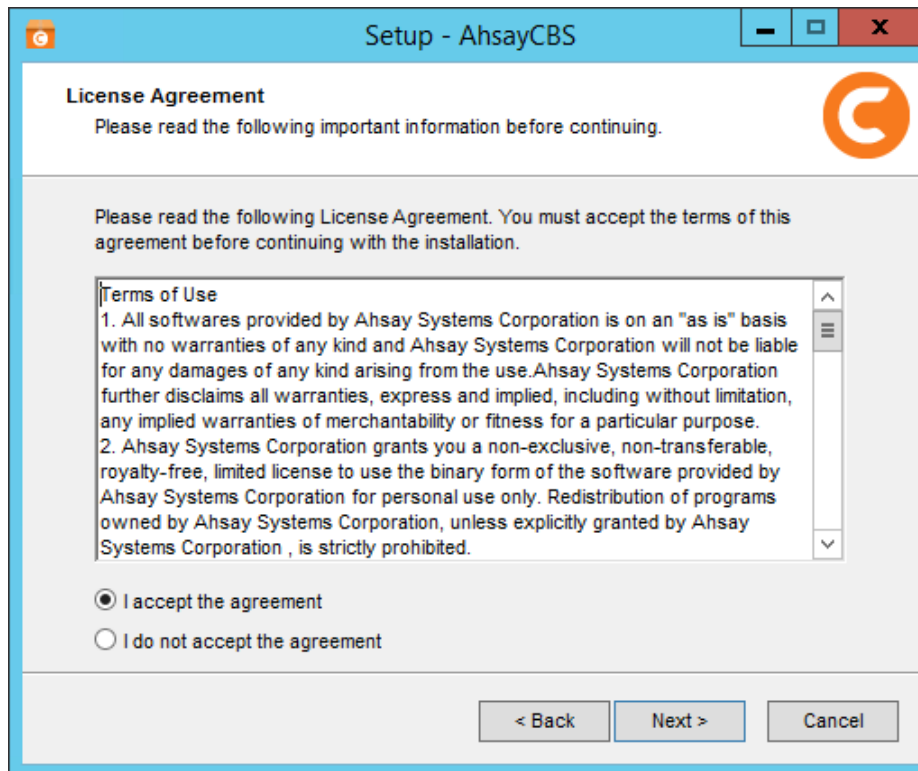 Setup - AhsayCBS
License Agreement
Please read the following important information before continuing.
Please read the following License Agreement. You must accept the terms of this
agreement before continuing with the installation.
Terms of Use
1. All softwares provided by Ahsay Systems Corporation is on an "as is" basis
with no warranties of any kind and Ahsay Systems Corporation will not be liable
for any damages of any kind arising from the use.Ahsay Systems Corporation
further disclaims all warranties, express and implied, including without limitation,
any implied warranties of merchantability or fitness for a particular purpose.
2. Ahsay Systems Corporation grants you a non-exclusive, non-transferable,
royalty-free, limited license to use the binary form of the software provided by
Ahsay Systems Corporation for personal use only. Redistribution of programs
owned by Ahsay Systems Corporation, unless explicitly granted by Ahsay
Systems Corporation , is strictly prohibited.
I accept the agreement
I do not accept the agreement
< Back
Next >
Cancel